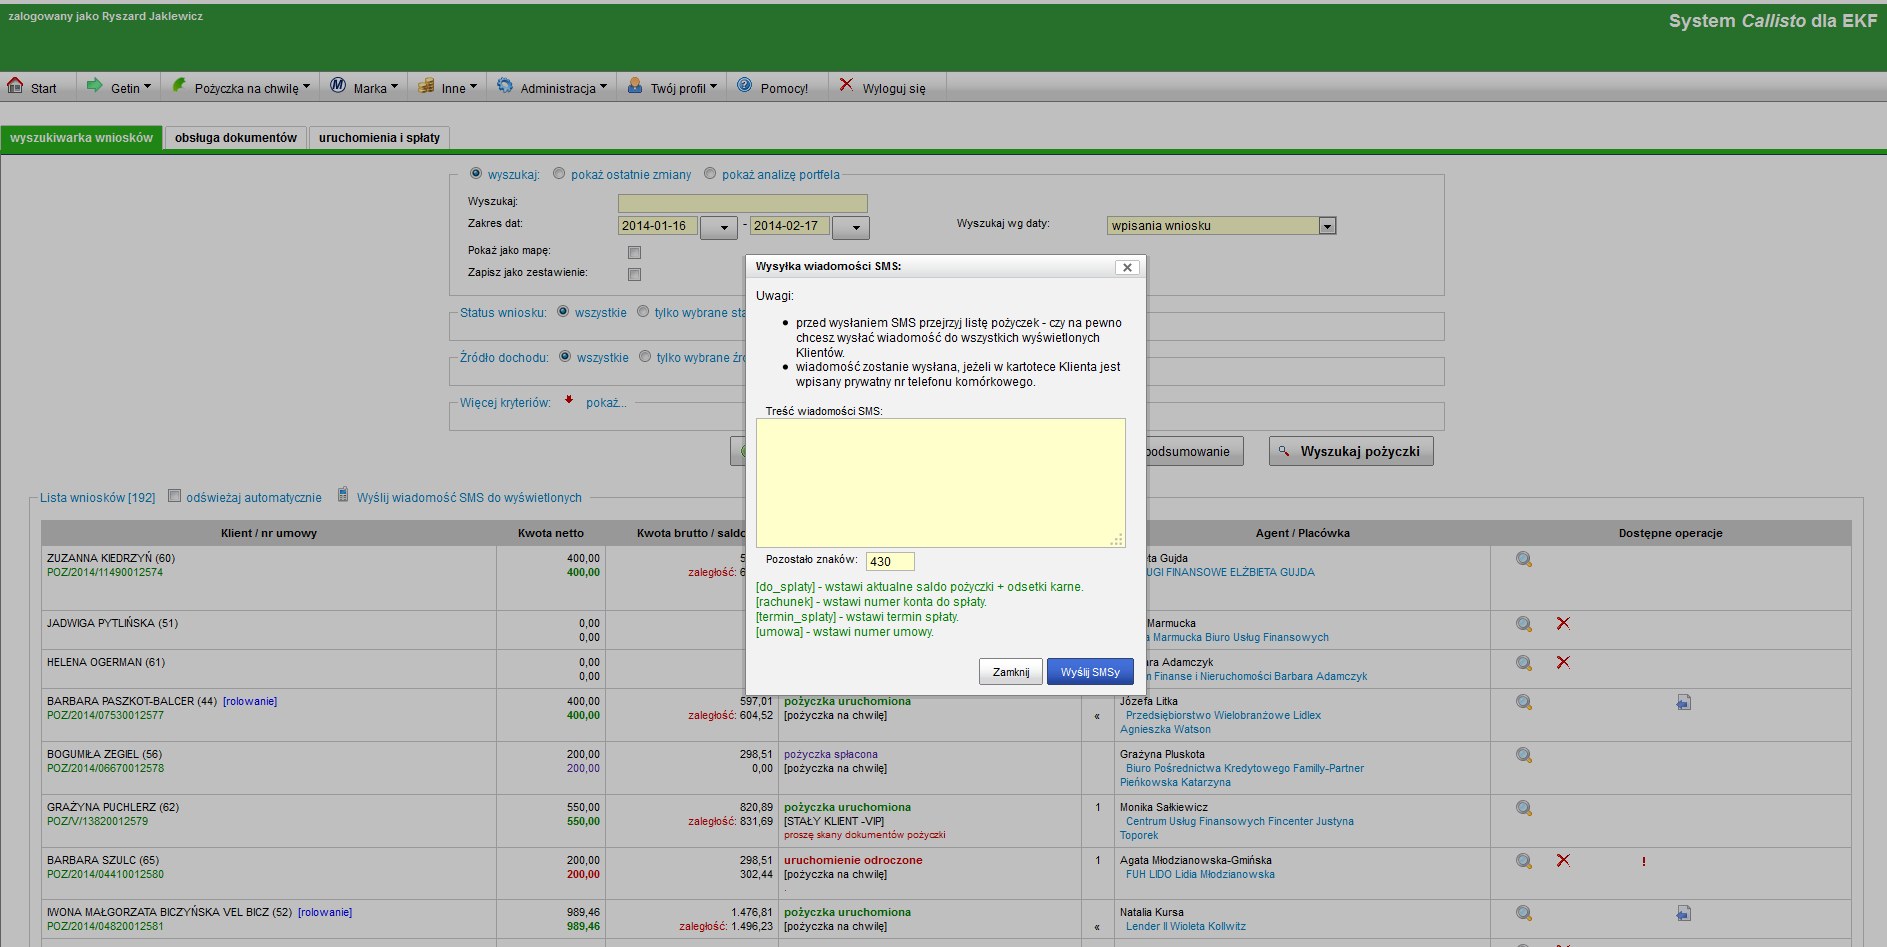 zalogowany jako Ryszard Jaklewicz
System Callisto dla EKF
Start Getin Pożyczka na chwilę Marka Inne Administracja Twój profil Pomocy! Wyloguj się
wyszukiwarka wniosków obsługa dokumentów uruchomienia i spłaty
wyszukaj: pokaż ostatnie zmiany pokaż analizę portfela
Wyszukaj:
Zakres dat: 2014-01-16 - 2014-02-17 Wyszukaj wg daty: wpisania wniosku
Pokaż jako mapę:
Zapisz jako zestawienie:
Status wniosku: wszystkie tylko wybrane
Źródło dochodu: wszystkie tylko wybrane
Więcej kryteriów: pokaż...
podsumowanie Wyszukaj pożyczki
Wysyłka wiadomości SMS:
Uwagi:
przed wysłaniem SMS przejrzyj listę pożyczek - czy na pewno
chcesz wysłać wiadomość do wszystkich wyświetlonych
Klientów.
wiadomość zostanie wysłana, jeżeli w kartotece Klienta jest
wpisany prywatny nr telefonu komórkowego.
Treść wiadomości SMS:
Pozostało znaków: 430
[do_splaty] - wstawi aktualne saldo pożyczki + odsetki karne.
[rachunek] - wstawi numer konta do spłaty.
[termin_splaty] - wstawi termin spłaty.
[umowa] - wstawi numer umowy.
Zamknij Wyślij SMSy
Lista wniosków [192] odświeżaj automatycznie Wyślij wiadomość SMS do wyświetlonych
Klient / nr umowy Kwota netto Kwota brutto / saldo Agent / Placówka Dostępne operacje
ZUZANNA KIEDRZYŃ (60) 400,00 Gujda
POZ/2014/11490012574 400,00 zaległość: FINANSOWE ELŻBIETA GUJDA
JADWIGA PYTLIŃSKA (51) 0,00 Marmucka
0,00 Marmucka Biuro Usług Finansowych
HELENA OGERMAN (61) 0,00 Adamczyk
0,00 Finanse i Nieruchomości Barbara Adamczyk
BARBARA PASZKOT-BALCER (44) [rolowanie] 400,00 597,01 pożyczka uruchomiona Józefa Litka
POZ/2014/07530012577 400,00 zaległość: 604,52 [pożyczka na chwilę] « Przedsiębiorstwo Wielobranżowe Lidlex
Agnieszka Watson
BOGUMIŁA ZEGIEL (56) 200,00 298,51 pożyczka spłacona Grażyna Pluskota
POZ/2014/06670012578 200,00 0,00 [pożyczka na chwilę] Biuro Pośrednictwa Kredytowego Familly-Partner
Pieńkowska Katarzyna
GRAŻYNA PUCHLERZ (62) 550,00 820,89 pożyczka uruchomiona 1 Monika Sałkiewicz
POZ/V/13820012579 550,00 zaległość: 831,69 [STAŁY KLIENT -VIP] Centrum Usług Finansowych Fincenter Justyna
proszę skany dokumentów pożyczki Toporek
BARBARA SZULC (65) 200,00 298,51 uruchomienie odroczone 1 Agata Młodzianowska-Gmińska !
POZ/2014/04410012580 200,00 302,44 [pożyczka na chwilę] FUH LIDO Lidia Młodzianowska
.
IWONA MAŁGORZATA BICZYŃSKA VEL BICZ (52) [rolowanie] 989,46 1.476,81 pożyczka uruchomiona Natalia Kursa
POZ/2014/04820012581 989,46 zaległość: 1.496,23 [pożyczka na chwilę] « Lender II Wioleta Kollwitz